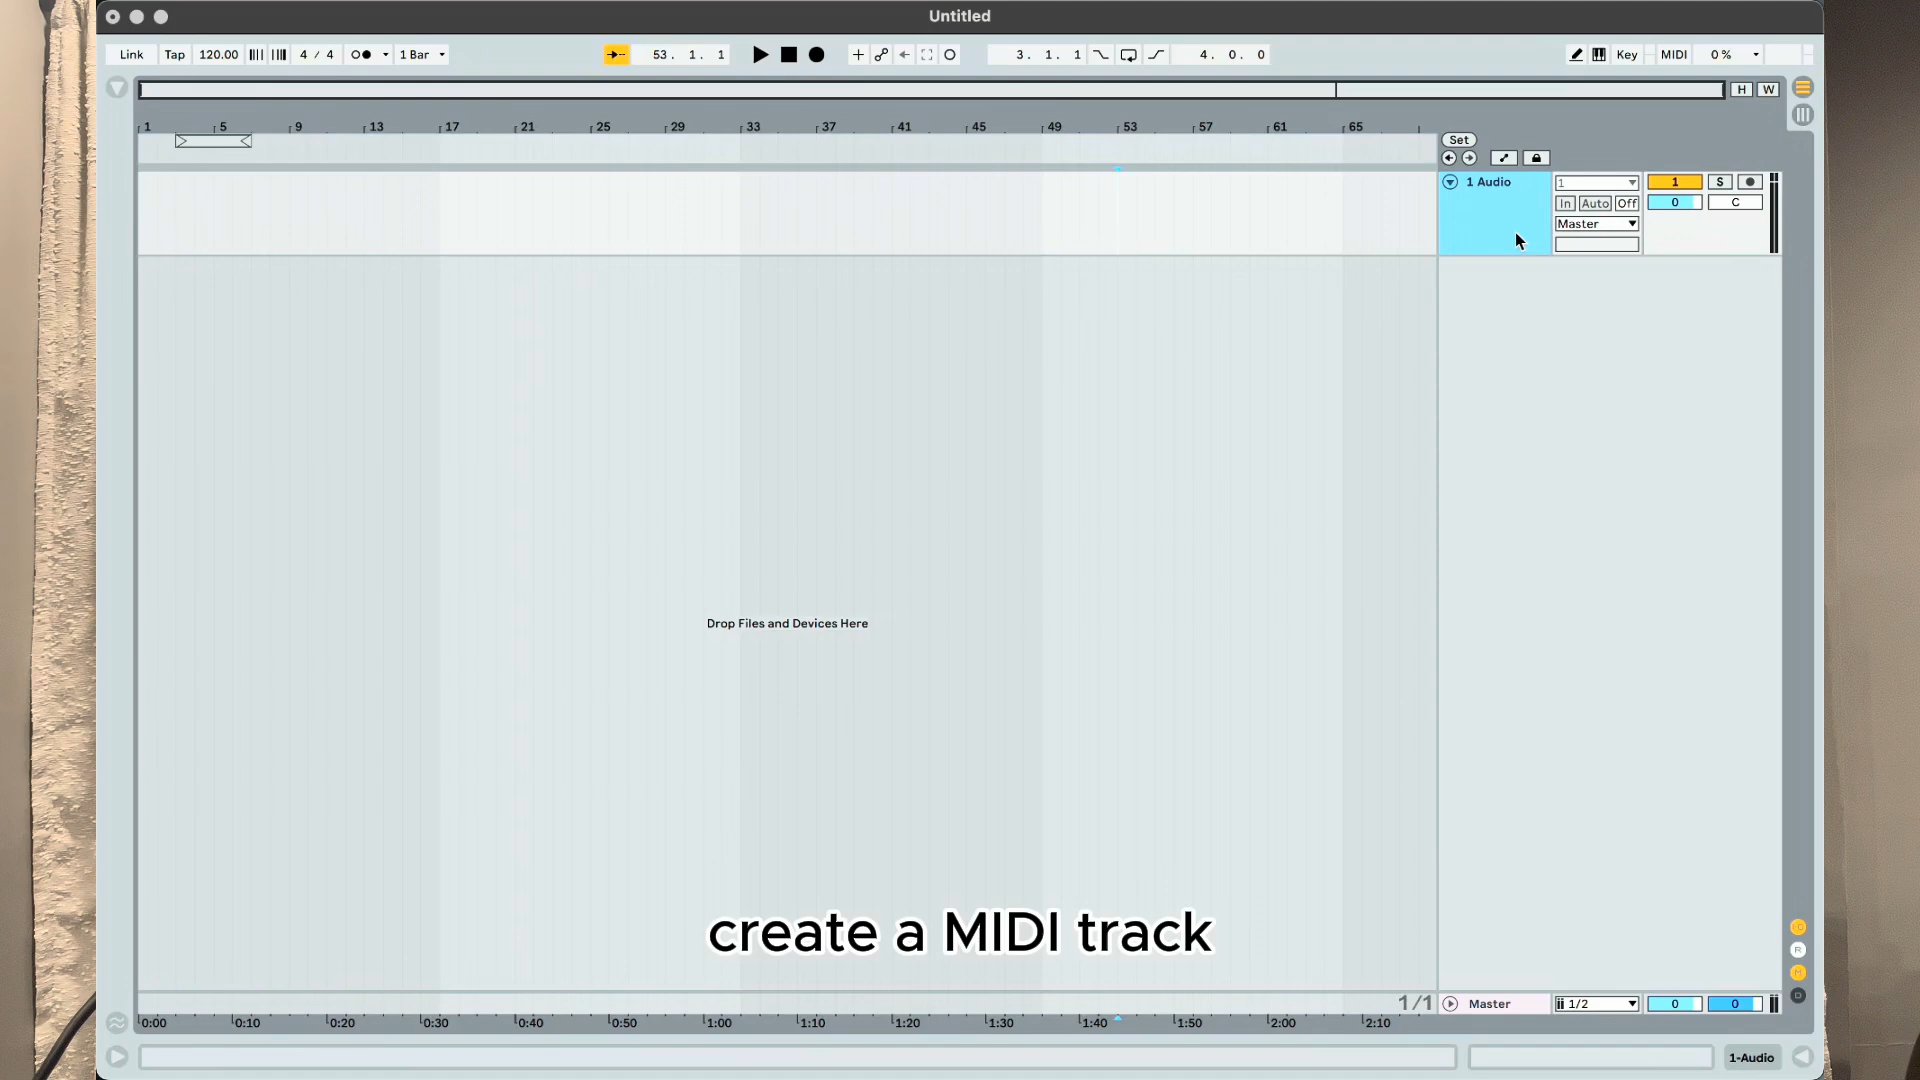 Untitled
Link Tap 120.00 4 / 4 1 Bar 53. 1. 1 3. 1. 1 4. 0. 0 Key MIDI 0 %
H W
1 5 9 13 17 21 25 29 33 37 41 45 49 53 57 61 65
Set
1 Audio 1 1 S
In Auto Off 0 C
Master
Drop Files and Devices Here
create a MIDI track
R
D
1/1 Master 1/2 0 0
0:00 0:10 0:20 0:30 0:40 0:50 1:00 1:10 1:20 1:30 1:40 1:50 2:00 2:10
1-Audio